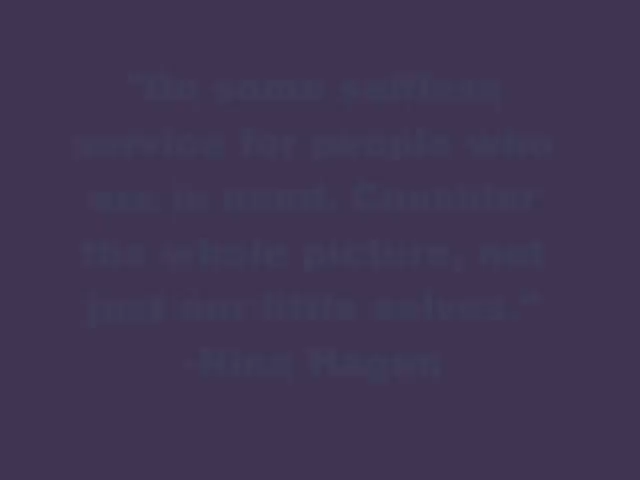 "Do some selfless
service for people who
are in need. Consider
the whole picture, not
just our little selves."
-Nina Hagen